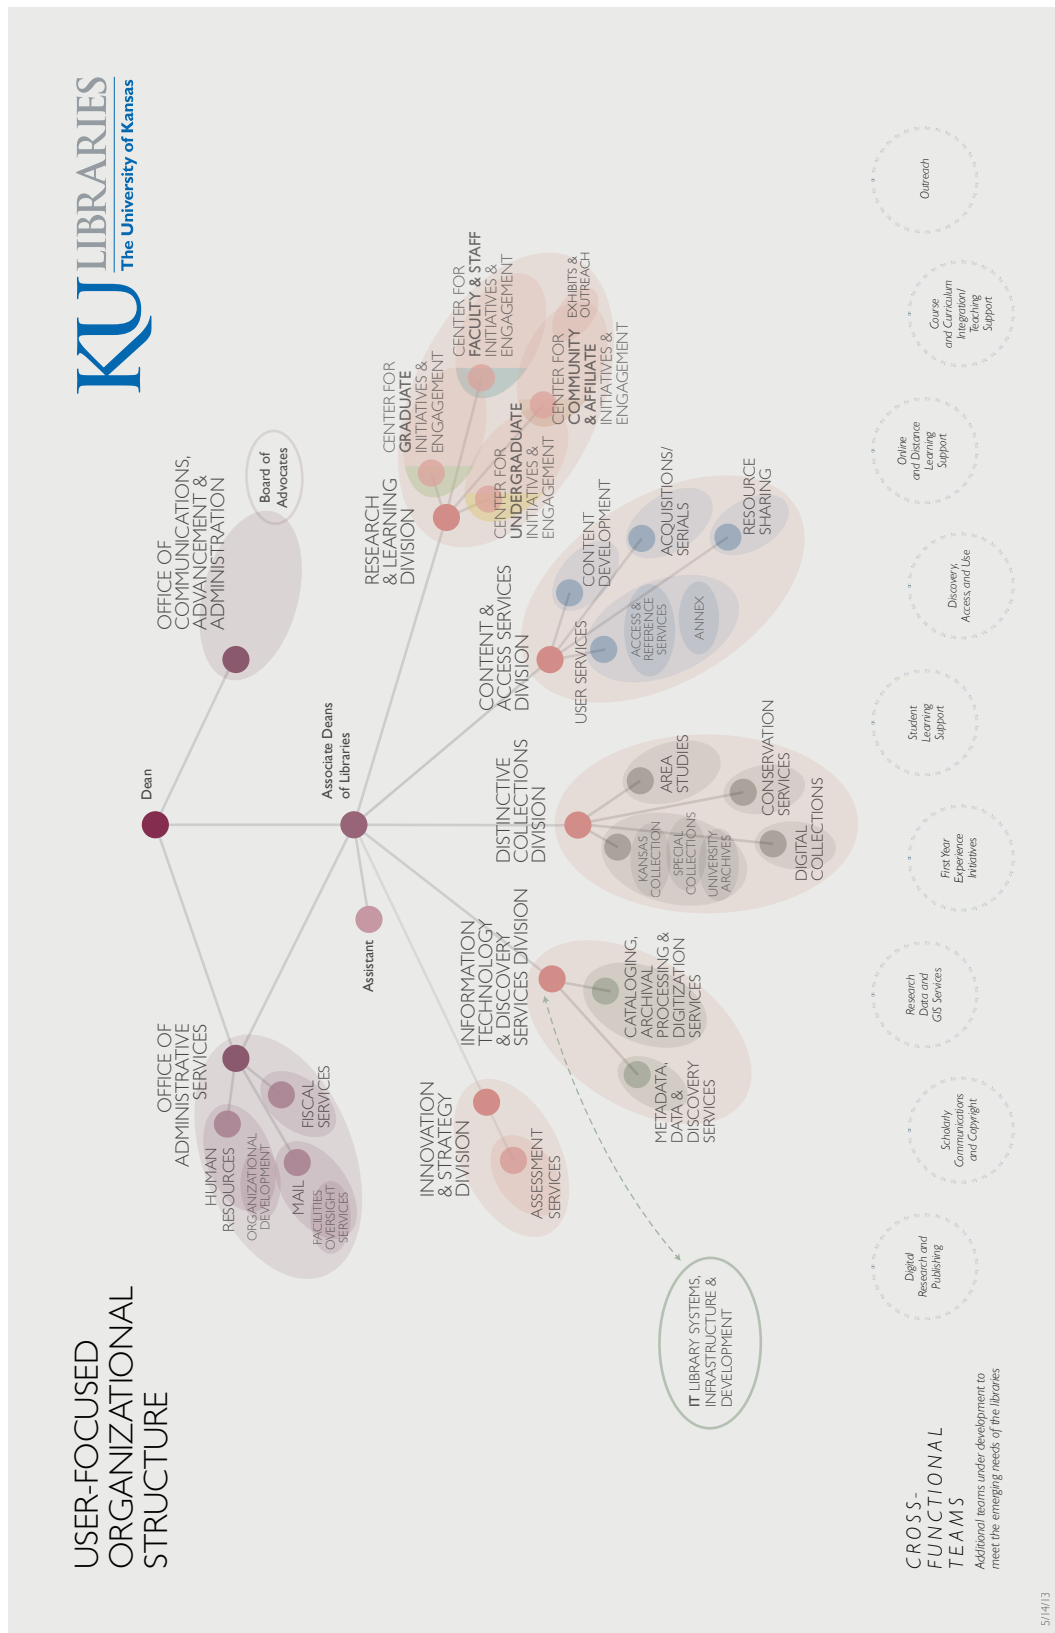 USER-FOCUSED
ORGANIZATIONAL
STRUCTURE
KU LIBRARIES
The University of Kansas
Dean
OFFICE OF
ADMINISTRATIVE
SERVICES
HUMAN
RESOURCES
ORGANIZATIONAL
DEVELOPMENT
MAIL
FACILITIES
OVERSIGHT
SERVICES
FISCAL
SERVICES
OFFICE OF
COMMUNICATIONS,
ADVANCEMENT &
ADMINISTRATION
Board of
Advocates
Associate Deans
of Libraries
Assistant
INNOVATION
& STRATEGY
DIVISION
ASSESSMENT
SERVICES
INFORMATION
TECHNOLOGY
& DISCOVERY
SERVICES DIVISION
METADATA,
DATA &
DISCOVERY
SERVICES
CATALOGING,
ARCHIVAL
PROCESSING &
DIGITIZATION
SERVICES
IT LIBRARY SYSTEMS,
INFRASTRUCTURE &
DEVELOPMENT
DISTINCTIVE
COLLECTIONS
DIVISION
KANSAS
COLLECTION
SPECIAL
COLLECTIONS
UNIVERSITY
ARCHIVES
AREA
STUDIES
DIGITAL
COLLECTIONS
CONSERVATION
SERVICES
CONTENT &
ACCESS SERVICES
DIVISION
USER SERVICES
ACCESS &
REFERENCE
SERVICES
ANNEX
CONTENT
DEVELOPMENT
ACQUISITIONS/
SERIALS
RESOURCE
SHARING
RESEARCH
& LEARNING
DIVISION
CENTER FOR
GRADUATE
INITIATIVES &
ENGAGEMENT
CENTER FOR
UNDERGRADUATE
INITIATIVES &
ENGAGEMENT
CENTER FOR
FACULTY & STAFF
INITIATIVES &
ENGAGEMENT
CENTER FOR
COMMUNITY
& AFFILIATE
INITIATIVES &
ENGAGEMENT
EXHIBITS &
OUTREACH
CROSS-
FUNCTIONAL
TEAMS
Additional teams under development to
meet the emerging needs of the libraries
Digital
Research and
Publishing
Scholarly
Communications
and Copyright
Research
Data and
GIS Services
First Year
Experience
Initiatives
Student
Learning
Support
Discovery,
Access, and Use
Online
and Distance
Learning
Support
Course
and Curriculum
Integration/
Teaching
Support
Outreach
5/14/13